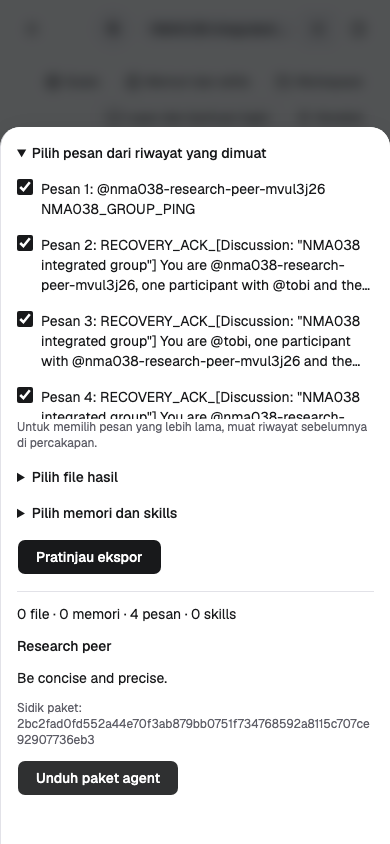 ▼ Pilih pesan dari riwayat yang dimuat
Pesan 1: @nma038-research-peer-mvul3j26
NMA038_GROUP_PING
Pesan 2: RECOVERY_ACK_[Discussion: "NMA038
integrated group"] You are @nma038-research-
peer-mvul3j26, one participant with @tobi and the…
Pesan 3: RECOVERY_ACK_[Discussion: "NMA038
integrated group"] You are @tobi, one participant
with @nma038-research-peer-mvul3j26 and the…
Pesan 4: RECOVERY_ACK_[Discussion: "NMA038
integrated group"] You are @nma038-research-
Untuk memilih pesan yang lebih lama, muat riwayat sebelumnya
di percakapan.
▶ Pilih file hasil
▶ Pilih memori dan skills
Pratinjau ekspor
0 file · 0 memori · 4 pesan · 0 skills
Research peer
Be concise and precise.
Sidik paket:
2bc2fad0fd552a44e70f3ab879bb0751f734768592a8115c707ce
92907736eb3
Unduh paket agent